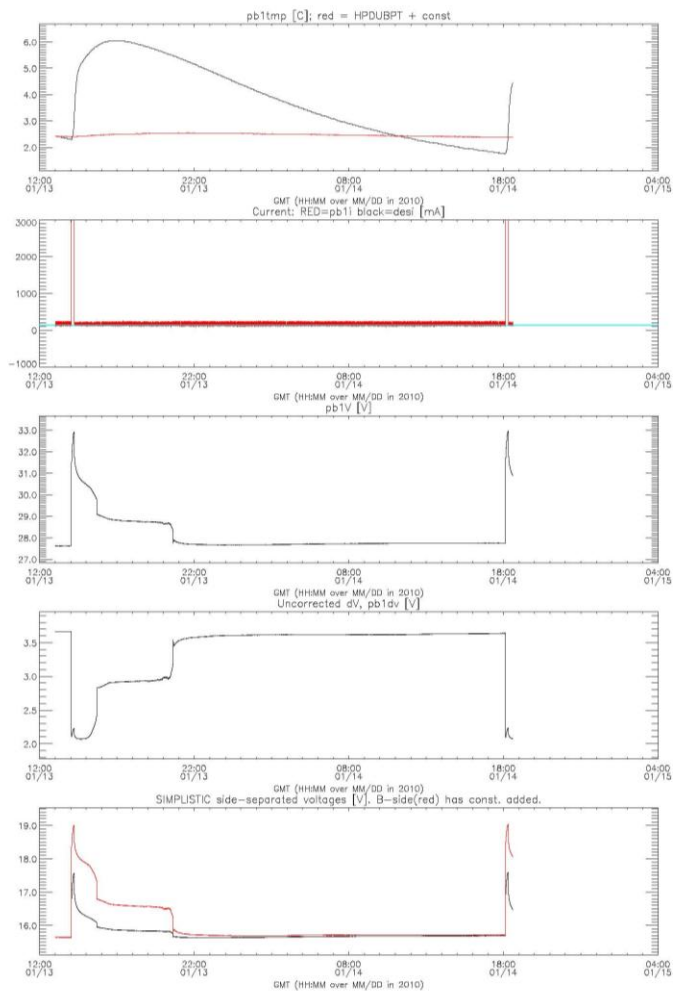 pb1tmp [C]; red = HPDUBPT + const
6.0
5.0
4.0
3.0
2.0
12:00 22:00 08:00 18:00 04:00
01/13 01/13 01/14 01/14 01/15
GMT (HH:MM over MM/DD in 2010)
Current: RED=pb1i black=desi [mA]
3000
2000
1000
0
-1000
12:00 22:00 08:00 18:00 04:00
01/13 01/13 01/14 01/14 01/15
GMT (HH:MM over MM/DD in 2010)
pb1V [V]
33.0
32.0
31.0
30.0
29.0
28.0
27.0
12:00 22:00 08:00 18:00 04:00
01/13 01/13 01/14 01/14 01/15
GMT (HH:MM over MM/DD in 2010)
Uncorrected dV, pb1dv [V]
3.5
3.0
2.5
2.0
12:00 22:00 08:00 18:00 04:00
01/13 01/13 01/14 01/14 01/15
GMT (HH:MM over MM/DD in 2010)
SIMPLISTIC side-separated voltages [V]. B-side(red) has const. added.
19.0
18.0
17.0
16.0
12:00 22:00 08:00 18:00 04:00
01/13 01/13 01/14 01/14 01/15
GMT (HH:MM over MM/DD in 2010)